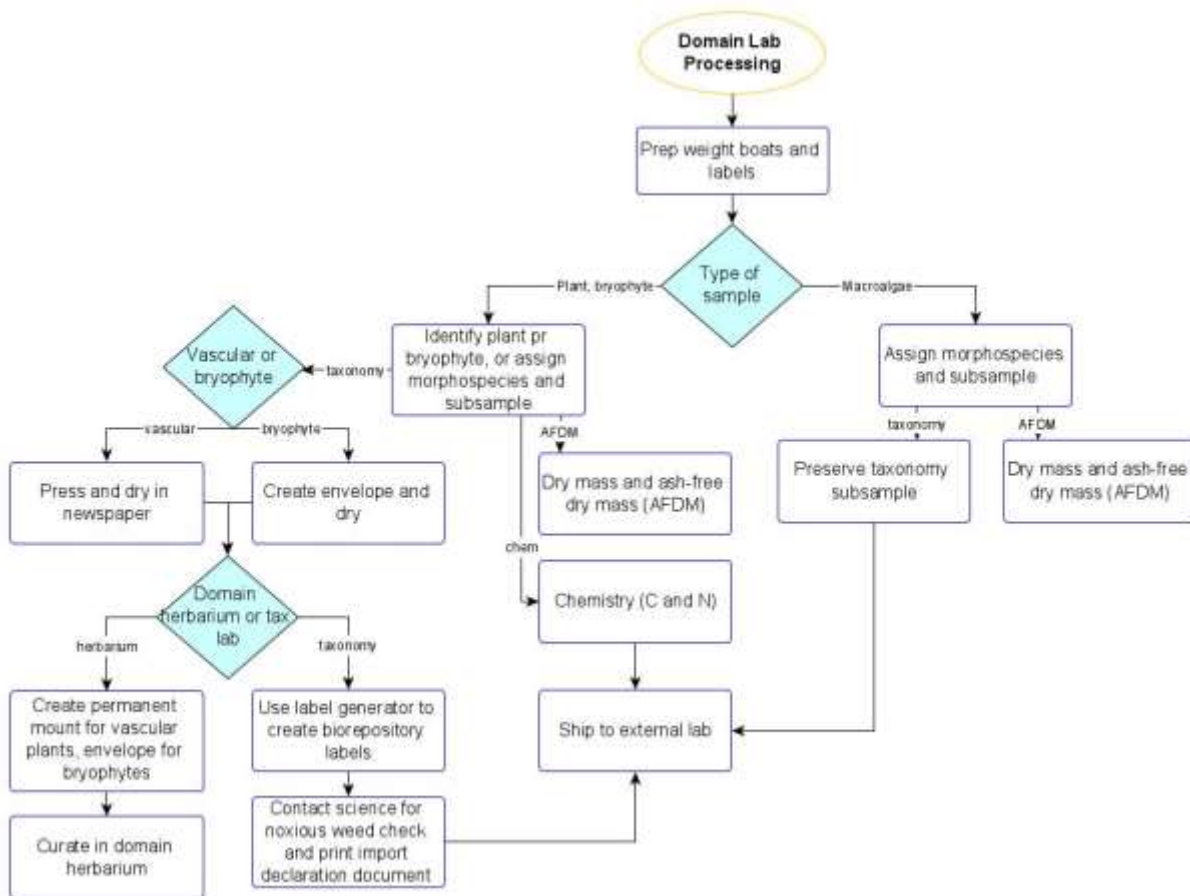 Domain Lab
Processing
Prep weight boats and
labels
Type of
sample
Plant, bryophyte
Macroalgae
Identify plant pr
bryophyte, or assign
morphospecies and
subsample
Assign morphospecies
and subsample
Vascular or
bryophyte
taxonomy
vascular
bryophyte
AFDM
taxonomy
AFDM
Press and dry in
newspaper
Create envelope and
dry
Dry mass and ash-free
dry mass (AFDM)
Preserve taxonomy
subsample
Dry mass and ash-free
dry mass (AFDM)
chem
Domain
herbarium or tax
lab
Chemistry (C and N)
herbarium
taxonomy
Create permanent
mount for vascular
plants, envelope for
bryophytes
Use label generator to
create biorepository
labels
Ship to external lab
Curate in domain
herbarium
Contact science for
noxious weed check
and print import
declaration document